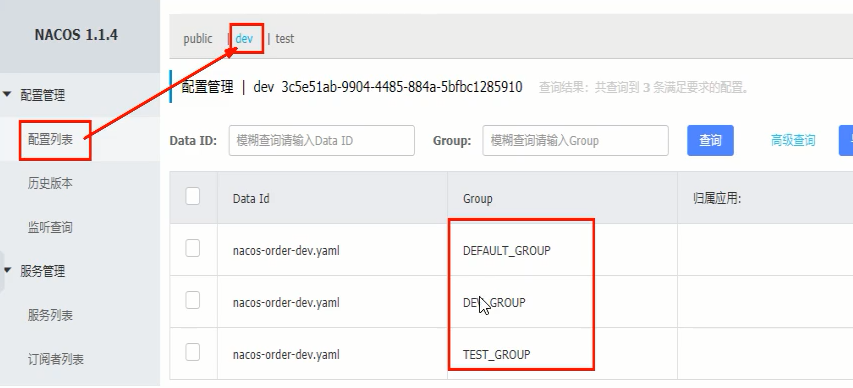 NACOS 1.1.4
配置管理
配置列表
历史版本
监听查询
服务管理
服务列表
订阅者列表
public | dev | test
配置管理 | dev 3c5e51ab-9904-4485-884a-5bfbc1285910 查询结果：共查询到 3 条满足要求的配置。
Data ID: 模糊查询请输入Data ID Group: 模糊查询请输入Group 查询 高级查询
Data Id Group 归属应用:
nacos-order-dev.yaml DEFAULT_GROUP
nacos-order-dev.yaml DEV_GROUP
nacos-order-dev.yaml TEST_GROUP